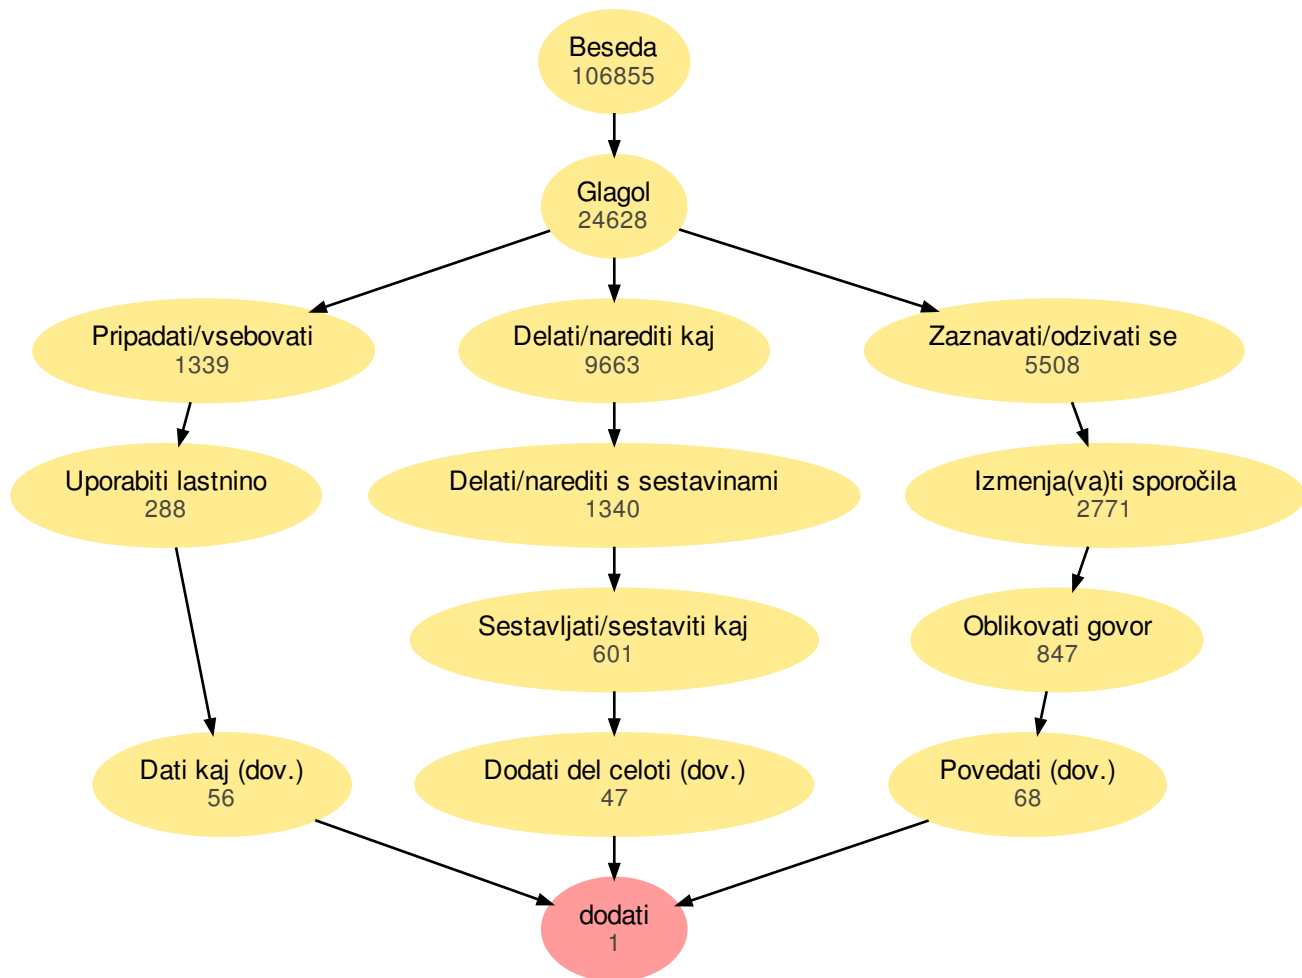 Beseda
106855
Glagol
24628
Pripadati/vsebovati
1339
Delati/narediti kaj
9663
Zaznavati/odzivati se
5508
Uporabiti lastnino
288
Delati/narediti s sestavinami
1340
Izmenja(va)ti sporočila
2771
Sestavljati/sestaviti kaj
601
Oblikovati govor
847
Dati kaj (dov.)
56
Dodati del celoti (dov.)
47
Povedati (dov.)
68
dodati
1